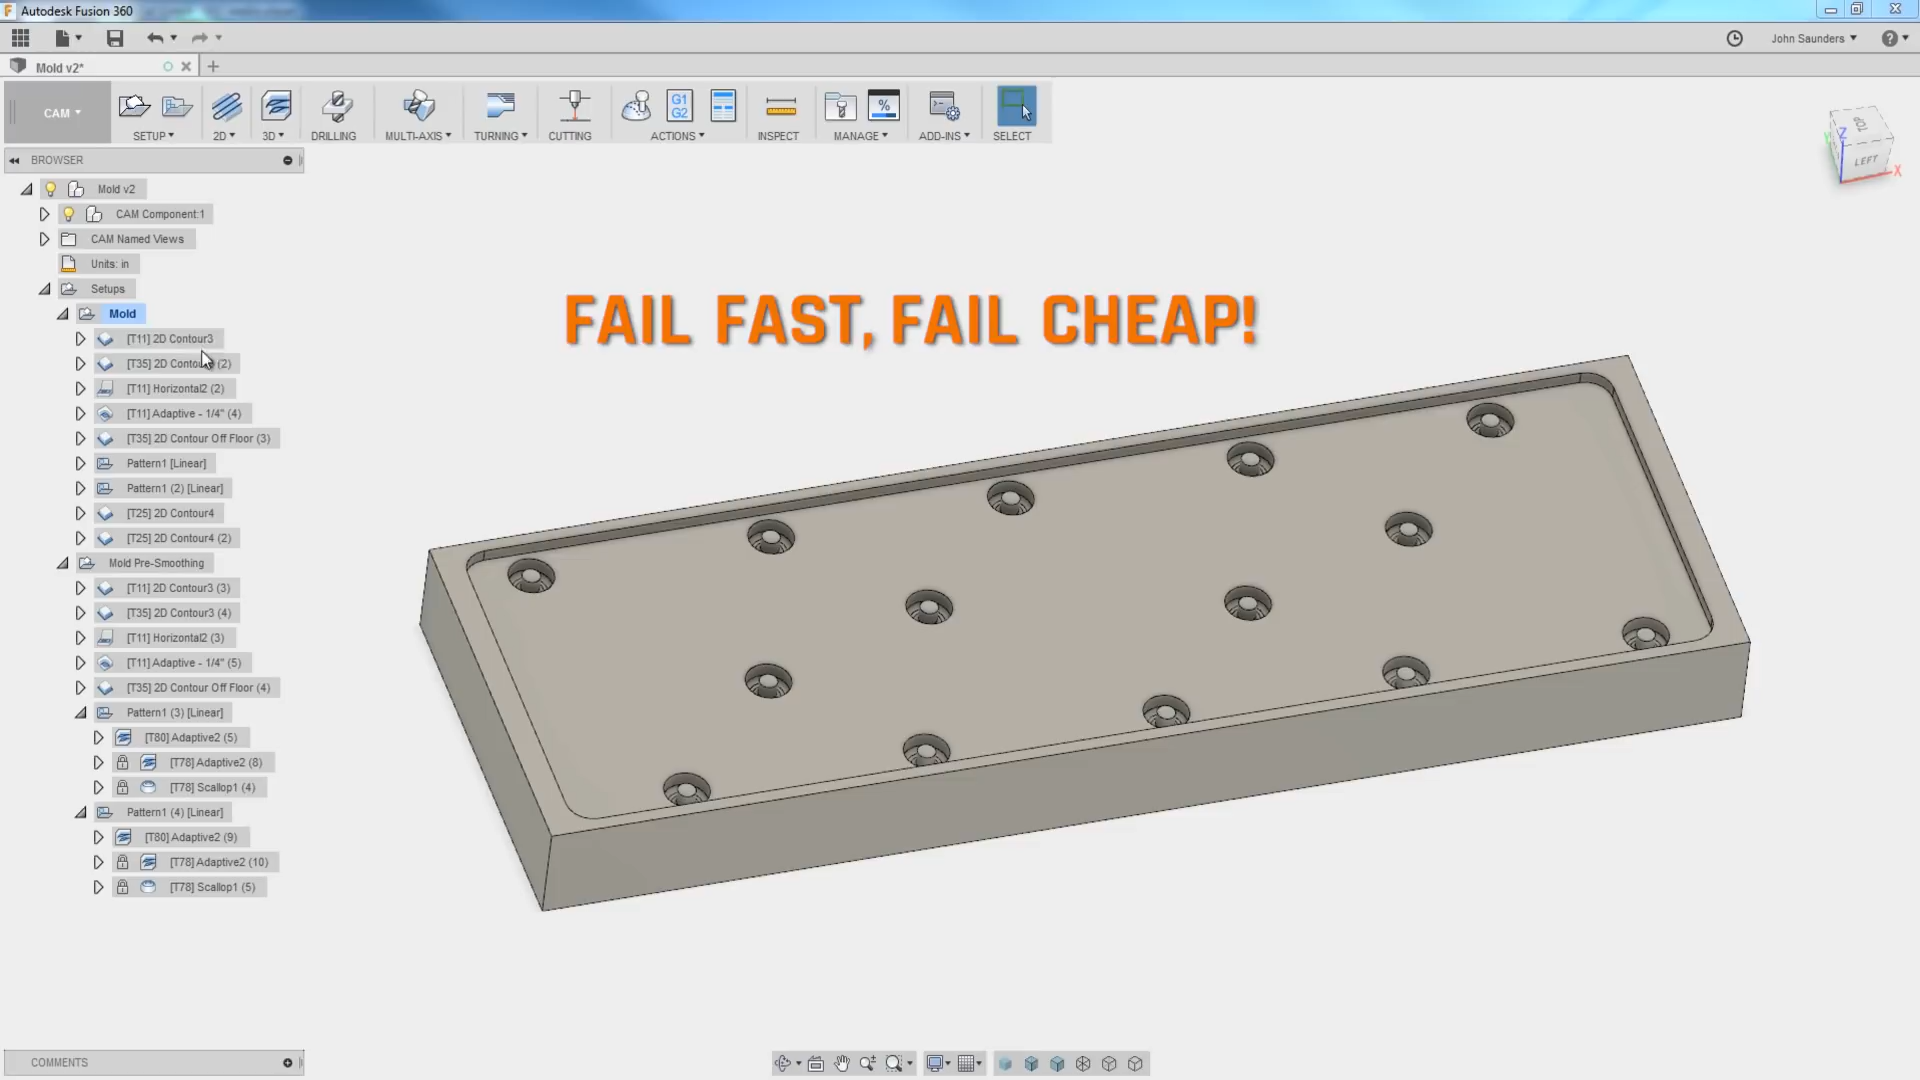 Autodesk Fusion 360
John Saunders
Mold v2*
CAM
SETUP
2D
3D
DRILLING
MULTI-AXIS
TURNING
CUTTING
G1
G2
ACTIONS
INSPECT
%
MANAGE
ADD-INS
SELECT
TOP
LEFT
Z
X
BROWSER
Mold v2
CAM Component:1
CAM Named Views
Units: in
Setups
Mold
[T11] 2D Contour3
[T35] 2D Contou (2)
[T11] Horizontal2 (2)
[T11] Adaptive - 1/4" (4)
[T35] 2D Contour Off Floor (3)
Pattern1 [Linear]
Pattern1 (2) [Linear]
[T25] 2D Contour4
[T25] 2D Contour4 (2)
Mold Pre-Smoothing
[T11] 2D Contour3 (3)
[T35] 2D Contour3 (4)
[T11] Horizontal2 (3)
[T11] Adaptive - 1/4" (5)
[T35] 2D Contour Off Floor (4)
Pattern1 (3) [Linear]
[T80] Adaptive2 (5)
[T78] Adaptive2 (8)
[T78] Scallop1 (4)
Pattern1 (4) [Linear]
[T80] Adaptive2 (9)
[T78] Adaptive2 (10)
[T78] Scallop1 (5)
FAIL FAST, FAIL CHEAP!
COMMENTS